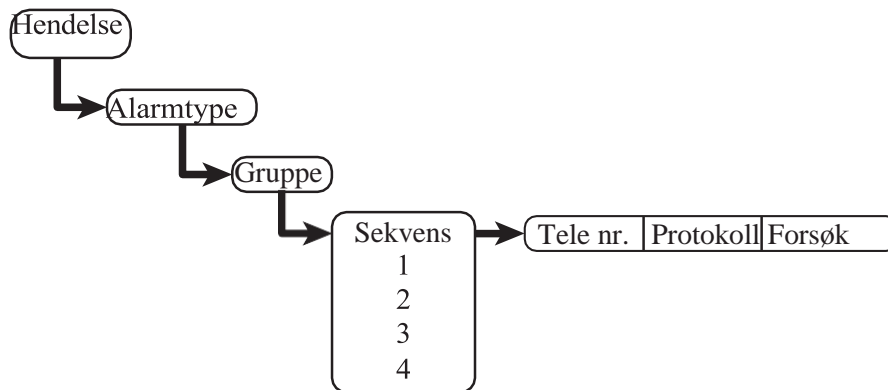 Hendelse
Alarmtype
Gruppe
Sekvens
1
2
3
4
Tele nr. Protokoll Forsøk